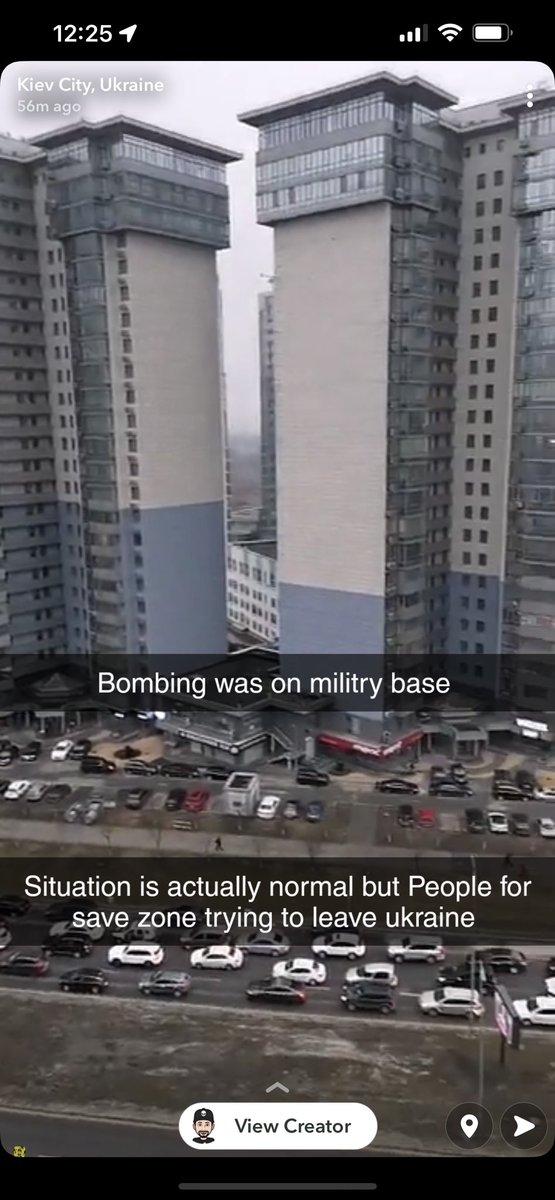 12:25
Kiev City, Ukraine
56m ago
Bombing was on militry base
Situation is actually normal but People for
save zone trying to leave ukraine
View Creator